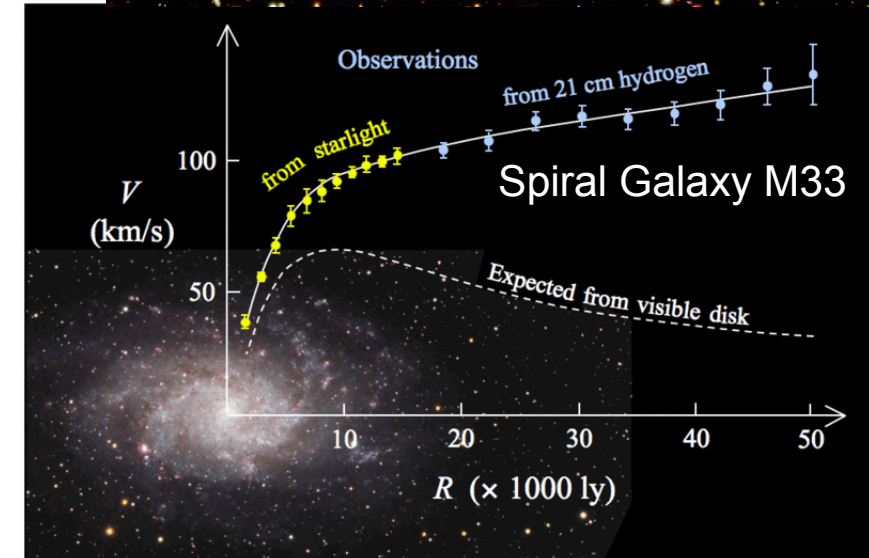 Observations
from 21 cm hydrogen
from starlight
100
Spiral Galaxy M33
V
(km/s)
50
Expected from visible disk
10
20
30
40
50
R (× 1000 ly)